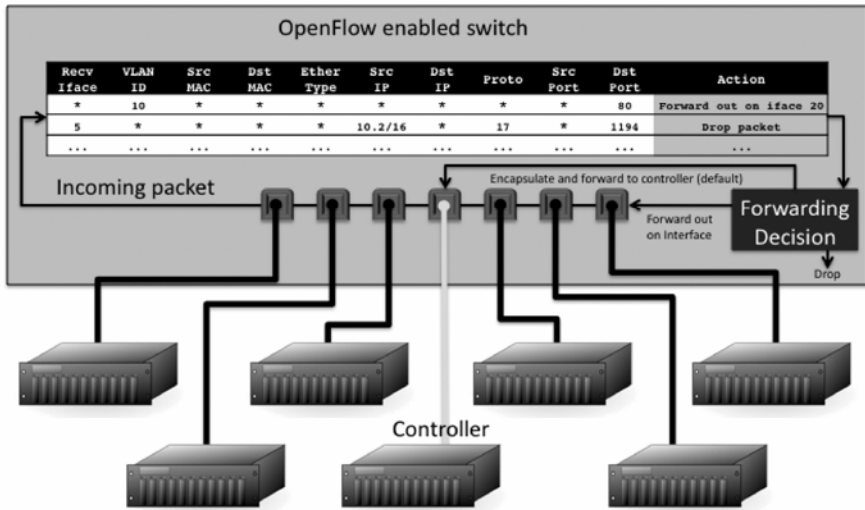 OpenFlow enabled switch
Recv Iface VLAN ID Src MAC Dst MAC Ether Type Src IP Dst IP Proto Src Port Dst Port Action
* 10 * * * * * * * 80 Forward out on iface 20
5 * * * * 10.2/16 * 17 * 1194 Drop packet
... ... ... ... ... ... ... ... ... ... ...
Encapsulate and forward to controller (default)
Incoming packet
Forward out
on Interface
Forwarding
Decision
Drop
Controller